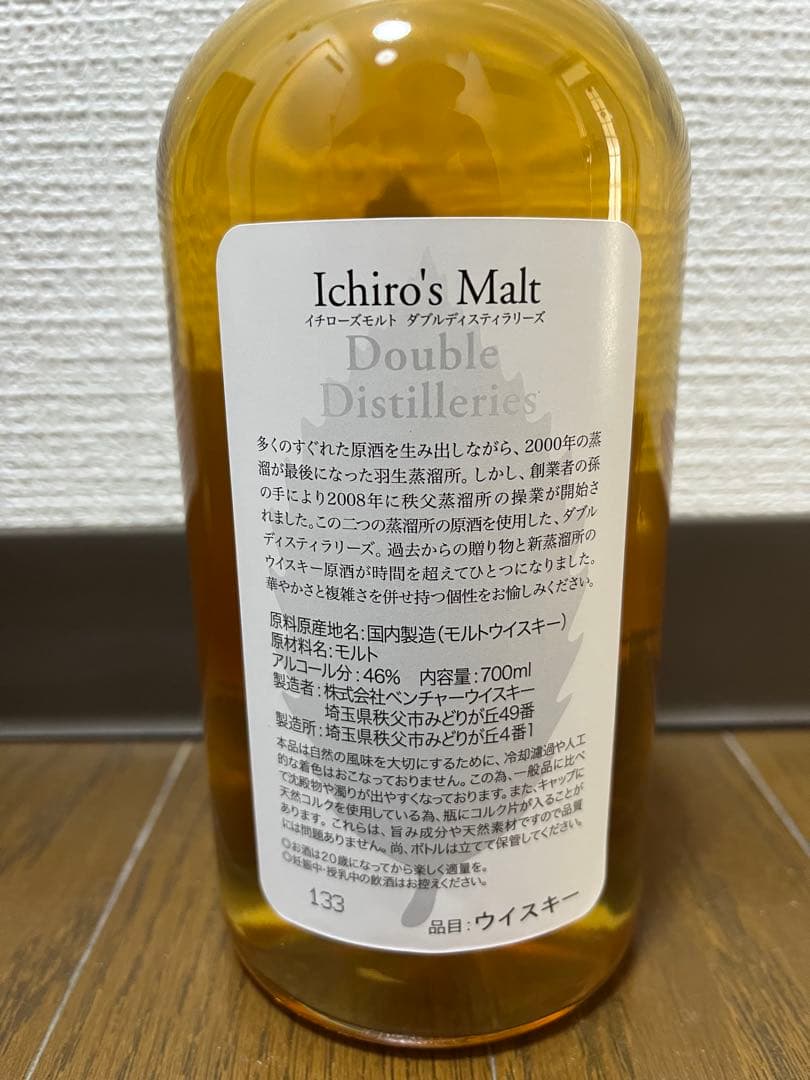 Ichiro's Malt
イチローズモルト ダブルディスティラリーズ
Double
Distilleries
多くのすぐれた原酒を生み出しながら、2000年の蒸
溜が最後になった羽生蒸溜所。しかし、創業者の孫
の手により2008年に秩父蒸溜所の操業が開始さ
れました。この二つの蒸溜所の原酒を使用した、ダブル
ディスティラリーズ。過去からの贈り物と新蒸溜所の
ウイスキー原酒が時間を超えてひとつになりました。
華やかさと複雑さを併せ持つ個性をお愉しみください。
原料原産地名:国内製造(モルトウイスキー)
原材料名:モルト
アルコール分:46% 内容量:700ml
製造者:株式会社ベンチャーウイスキー
埼玉県秩父市みどりが丘49番
製造所:埼玉県秩父市みどりが丘4番1
本品は自然の風味を大切にするために、冷却濾過や人工
的な着色はおこなっておりません。この為、一般品に比べ
て沈殿物や濁りが出やすくなっております。また、キャップに
天然コルクを使用している為、瓶にコルク片が入ることが
あります。これらは、旨み成分や天然素材ですので品質
には問題ありません。尚、ボトルは立てて保管してください。
◎お酒は20歳になってから楽しく適量を。
◎妊娠中・授乳中の飲酒はお控えください。
133
品目:ウイスキー